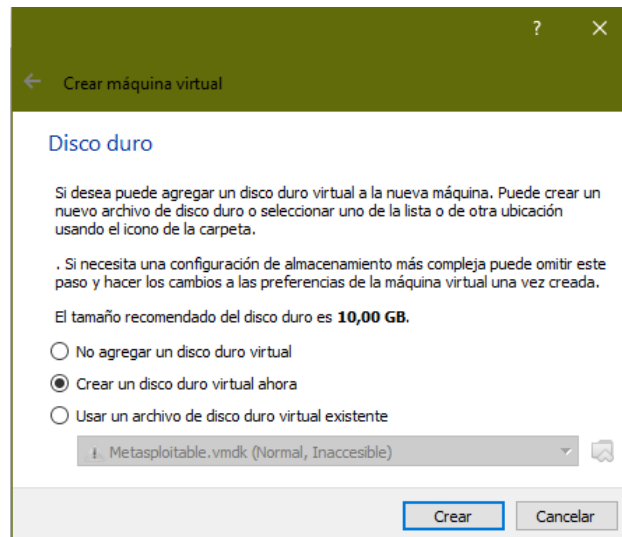 ?
Crear máquina virtual
Disco duro
Si desea puede agregar un disco duro virtual a la nueva máquina. Puede crear un
nuevo archivo de disco duro o seleccionar uno de la lista o de otra ubicación
usando el icono de la carpeta.
. Si necesita una configuración de almacenamiento más compleja puede omitir este
paso y hacer los cambios a las preferencias de la máquina virtual una vez creada.
El tamaño recomendado del disco duro es 10,00 GB.
No agregar un disco duro virtual
Crear un disco duro virtual ahora
Usar un archivo de disco duro virtual existente
Metasploitable.vmdk (Normal, Inaccesible)
Crear Cancelar